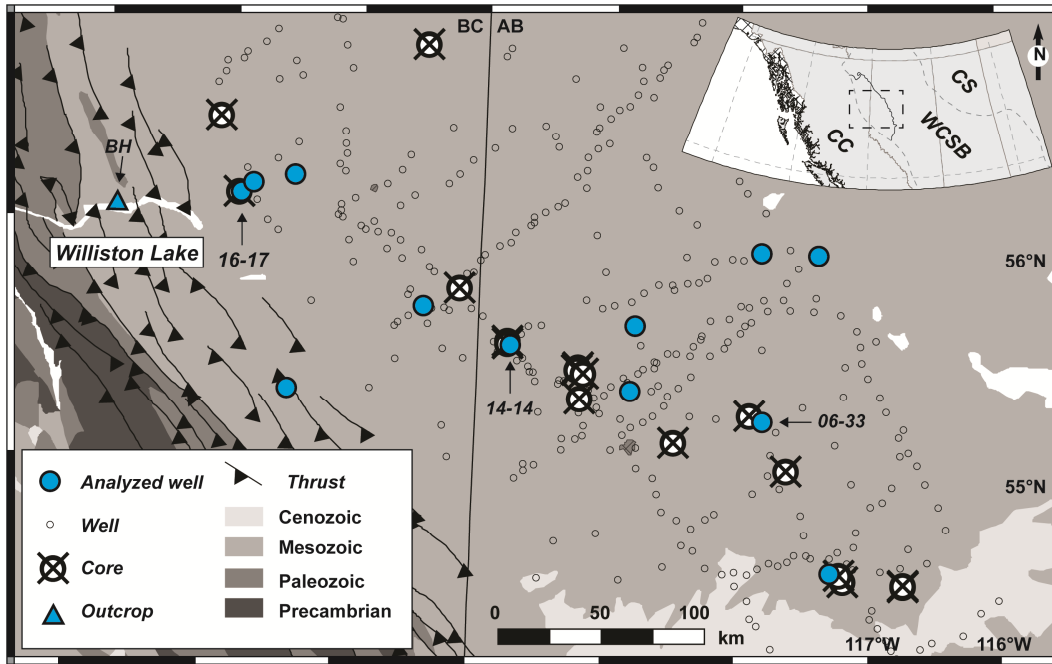 BC AB
N
CS
WCSB
CC
BH
Williston Lake
16-17
56°N
14-14
06-33
55°N
Analyzed well
Well
Core
Outcrop
Thrust
Cenozoic
Mesozoic
Paleozoic
Precambrian
0 50 100
km
117°W 116°W